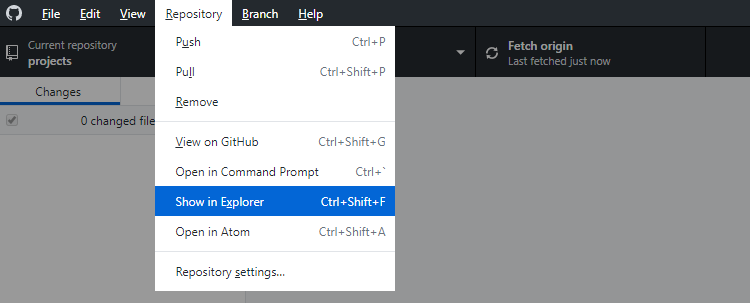 File Edit View Repository Branch Help
Current repository
projects
Fetch origin
Last fetched just now
Changes
0 changed file
Push Ctrl+P
Pull Ctrl+Shift+P
Remove
View on GitHub Ctrl+Shift+G
Open in Command Prompt Ctrl+`
Show in Explorer Ctrl+Shift+F
Open in Atom Ctrl+Shift+A
Repository settings...